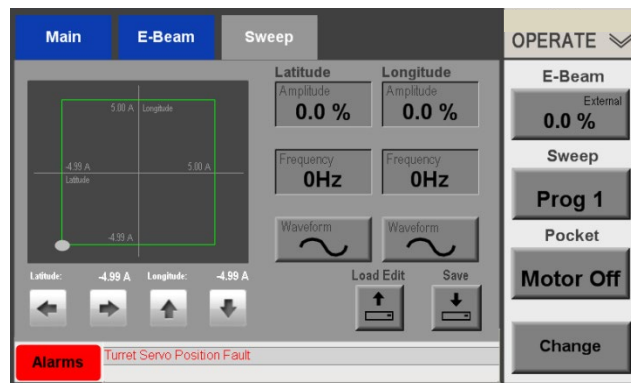 Main
E-Beam
Sweep
OPERATE
Latitude
Longitude
E-Beam
Amplitude
0.0 %
Amplitude
0.0 %
External
0.0 %
5.00 A
Longitude
-4.99 A
Latitude
5.00 A
-4.99 A
Frequency
0Hz
Frequency
0Hz
Sweep
Prog 1
Waveform
Waveform
Pocket
Motor Off
Latitude:
-4.99 A
Longitude:
-4.99 A
Load Edit
Save
Change
Alarms
Turret Servo Position Fault